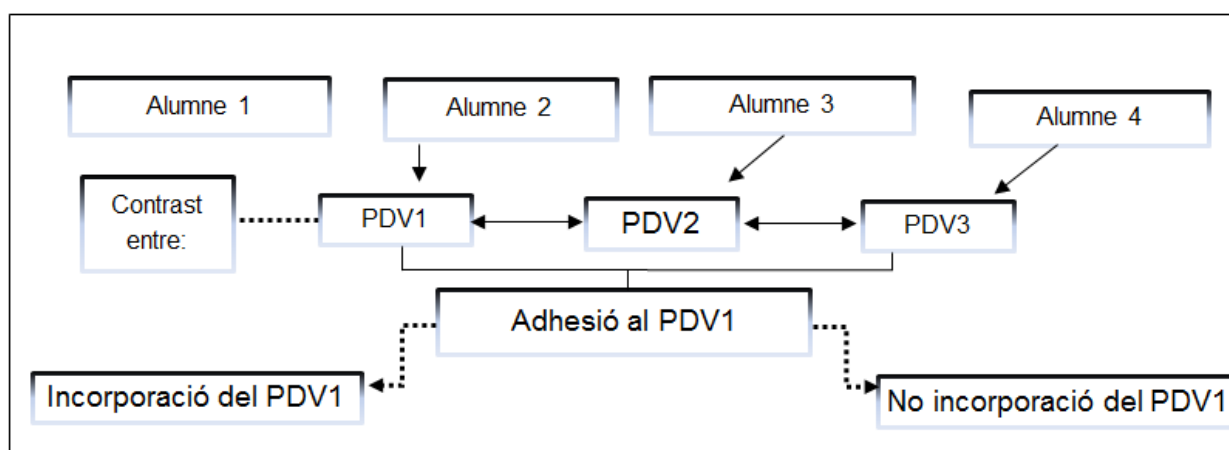 Alumne 1
Alumne 2
Alumne 3
Alumne 4
Contrast
entre:
PDV1
PDV2
PDV3
Adhesió al PDV1
Incorporació del PDV1
No incorporació del PDV1